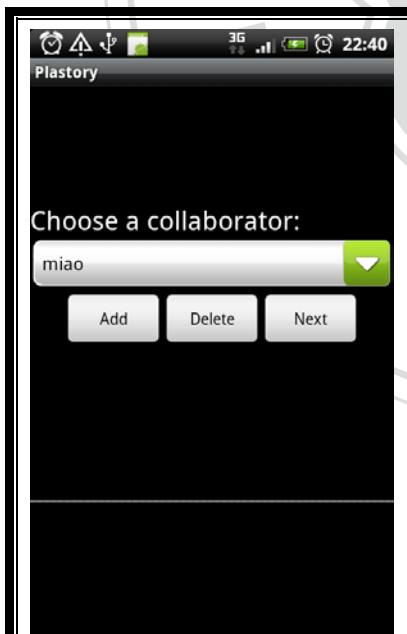 3G 22:40
Plastory
Choose a collaborator:
miao
Add Delete Next